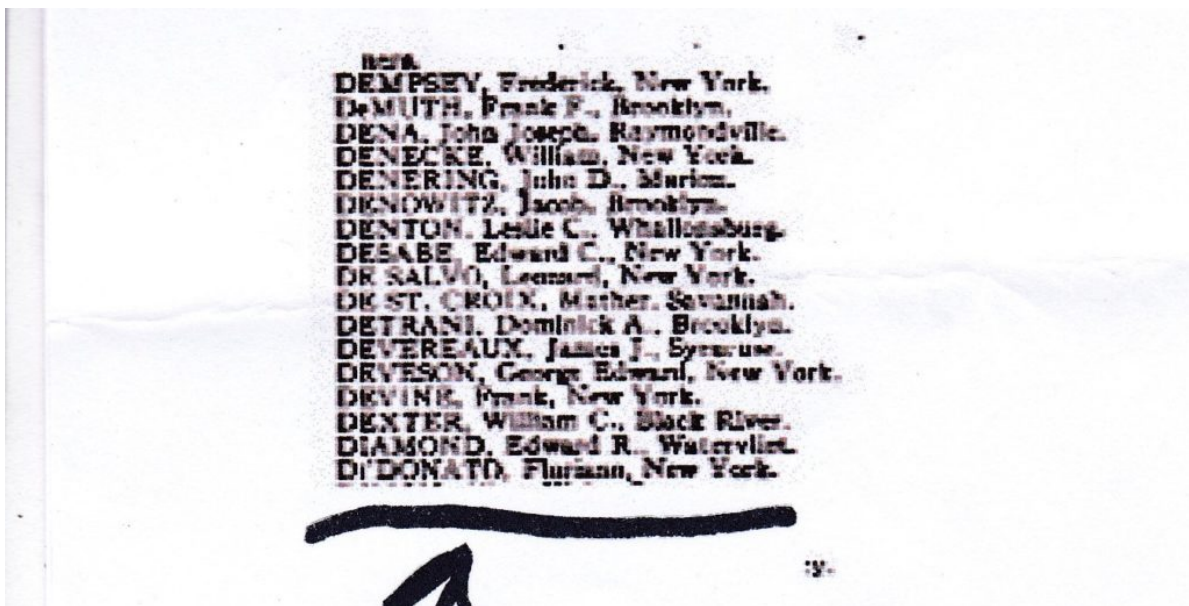 DEMPSEY, Frederick, New York.
DeMUTH, Frank F., Brooklyn.
DENA, John Joseph, Raymondville.
DENECKE, William, New York.
DENERING, John D., Marion.
DENOWITZ, Jacob, Brooklyn.
DENTON, Leslie C., Whallonsburg.
DESABE, Edward C., New York.
DE SALVO, Leonard, New York.
DE ST. CROIX, Mather, Savannah.
DETRANI, Dominick A., Brooklyn.
DEVEREAUX, James J., Syracuse.
DEVESON, George Edward, New York.
DEVINE, Frank, New York.
DEXTER, William C., Black River.
DIAMOND, Edward R., Watervliet.
Di'DONATO, Floriano, New York.